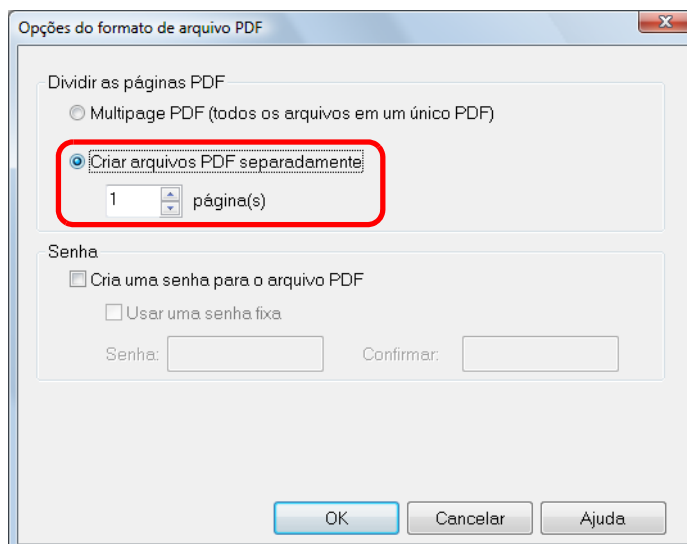 Opções do formato de arquivo PDF
Dividir as páginas PDF
Multipage PDF (todos os arquivos em um único PDF)
Criar arquivos PDF separadamente
1 página(s)
Senha
Cria uma senha para o arquivo PDF
Usar uma senha fixa
Senha: Confirmar:
OK Cancelar Ajuda